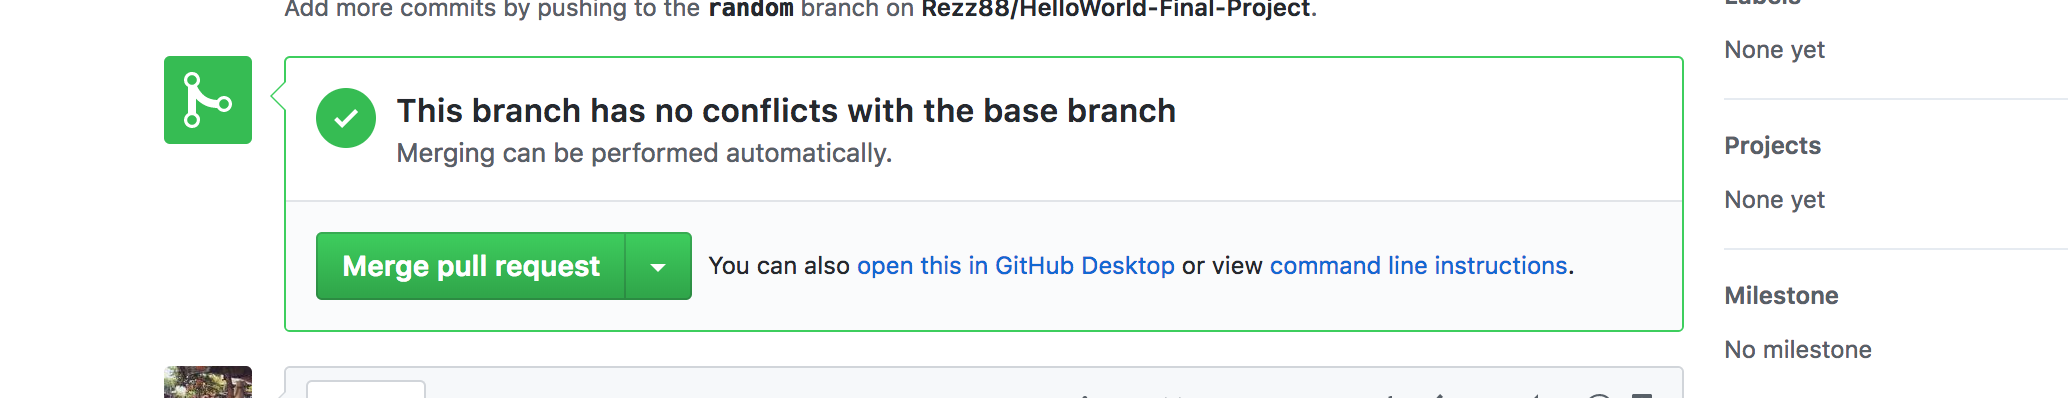 Add more commits by pushing to the random branch on Rezz88/HelloWorld-Final-Project.
Labels
None yet
This branch has no conflicts with the base branch
Merging can be performed automatically.
Projects
None yet
Merge pull request
You can also open this in GitHub Desktop or view command line instructions.
Milestone
No milestone